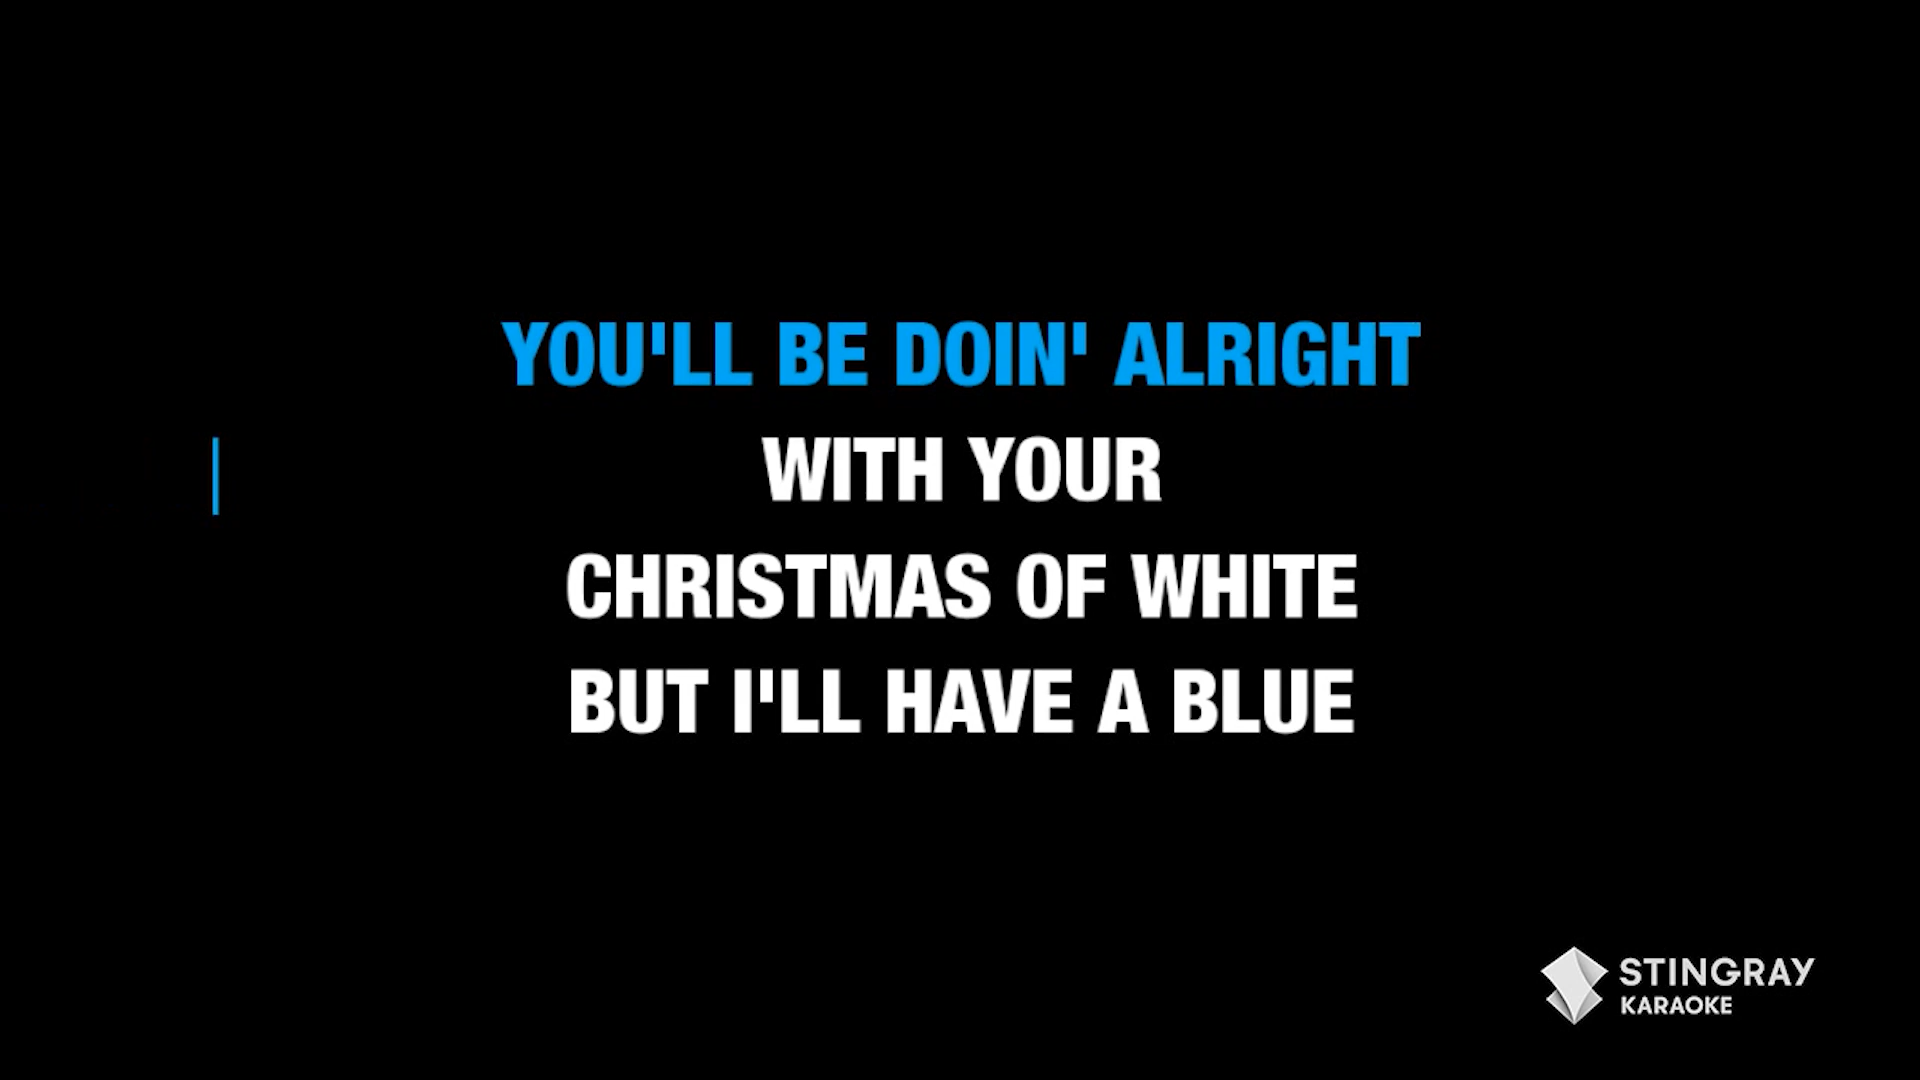 YOU'LL BE DOIN' ALRIGHT
WITH YOUR
CHRISTMAS OF WHITE
BUT I'LL HAVE A BLUE
STINGRAY
KARAOKE